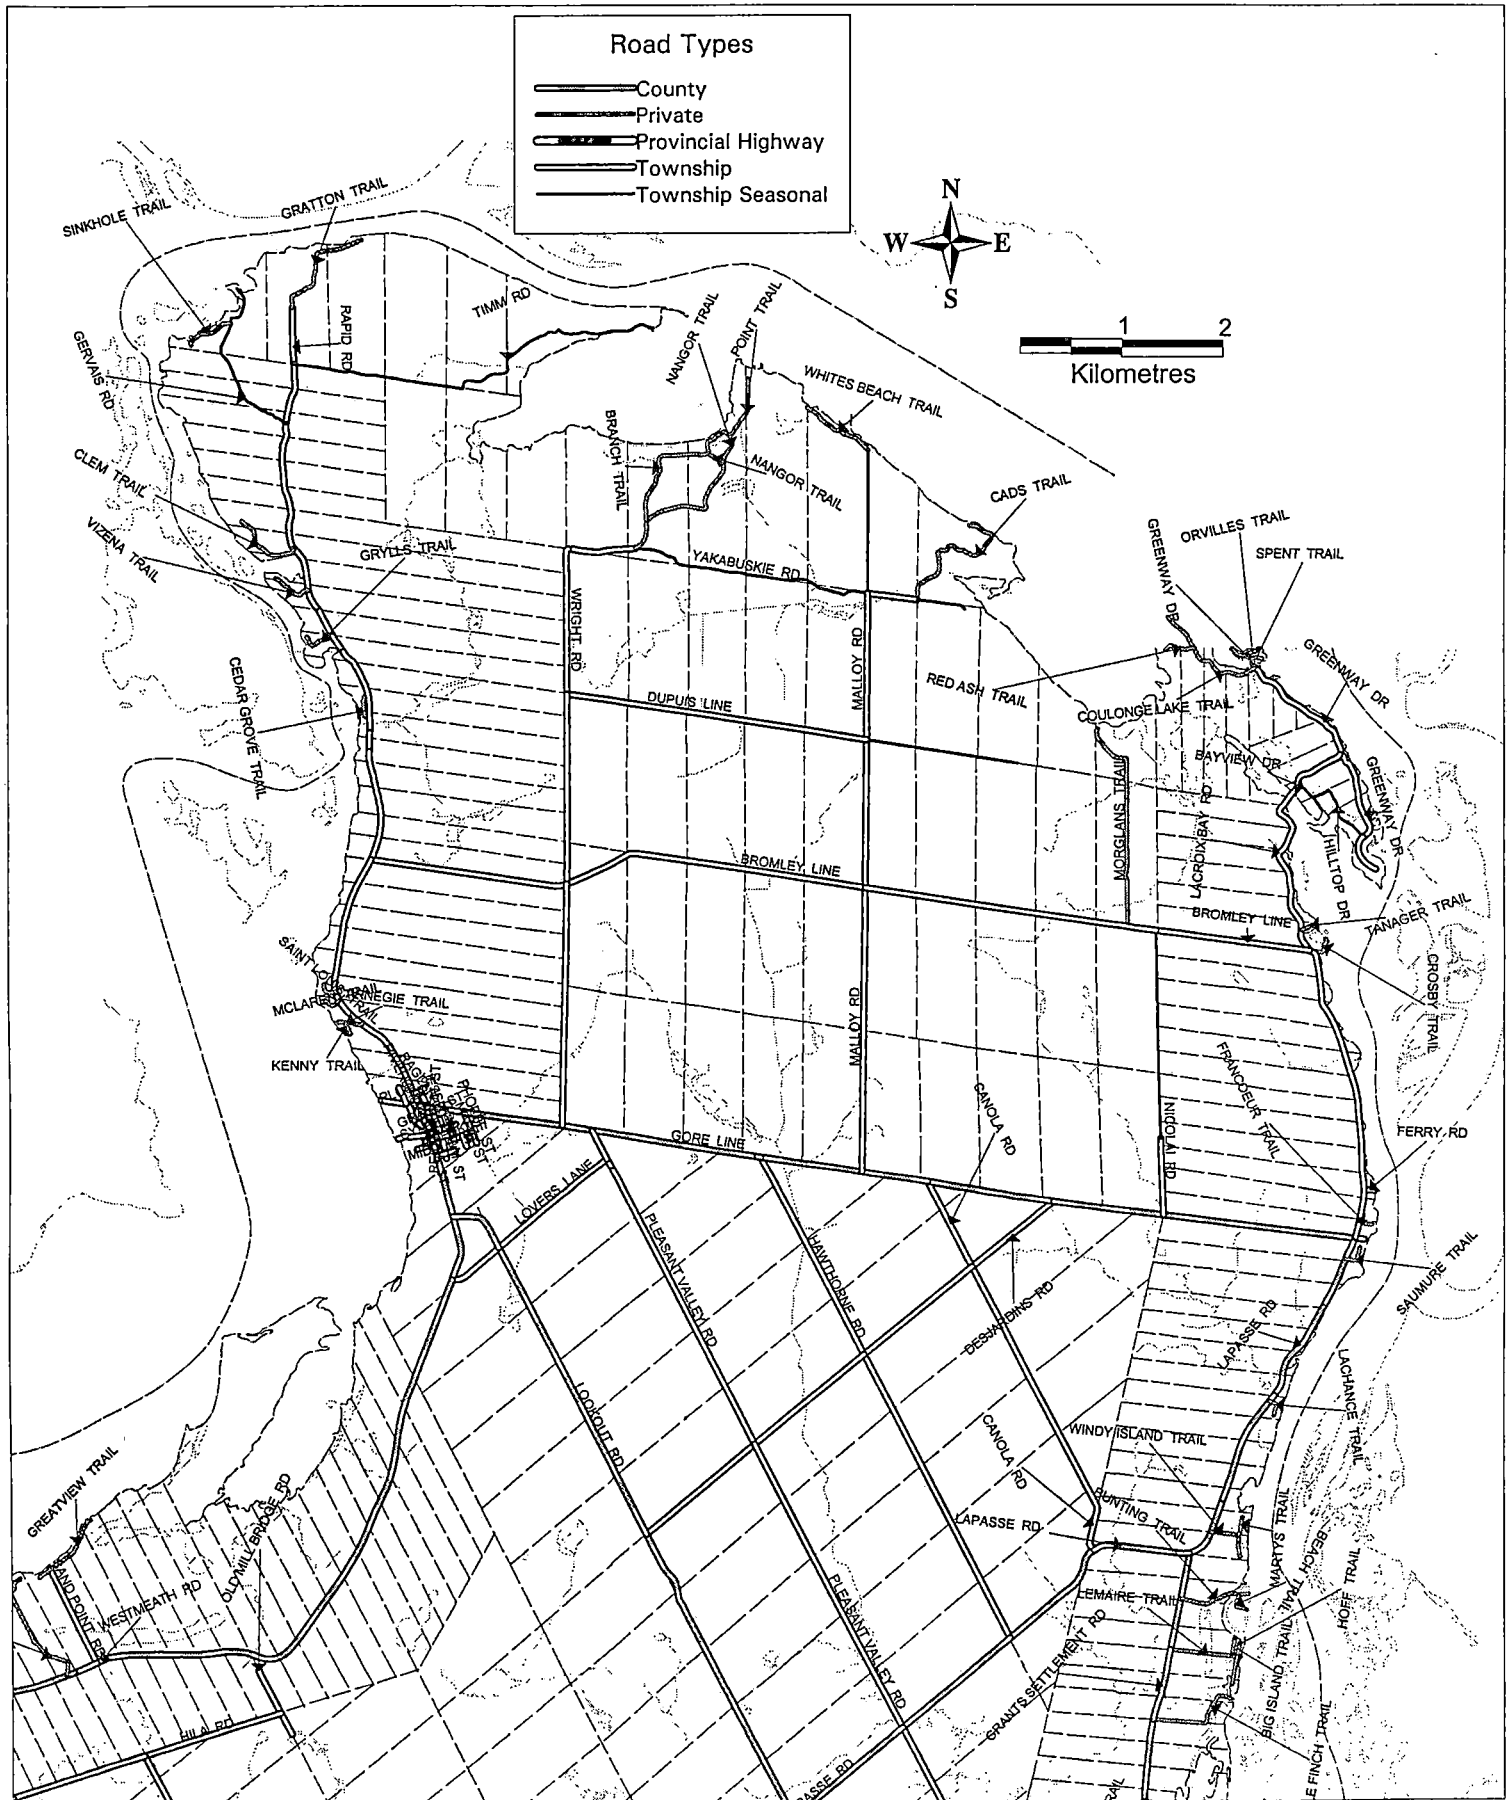 Road Types
County
Private
Provincial Highway
Township
Township Seasonal
N
W E
S
1 2
Kilometres
SINKHOLE TRAIL
GRATTON TRAIL
RAPID RD
TIMM RD
GERVAIS RD
NANGOR TRAIL
POINT TRAIL
WHITES BEACH TRAIL
BRANCH TRAIL
NANGOR TRAIL
CADS TRAIL
CLEM TRAIL
VIZENA TRAIL
GRYLLS TRAIL
YAKABUSKIE RD
WRIGHT RD
MALLOY RD
GREENWAY DR
ORVILLES TRAIL
SPENT TRAIL
RED ASH TRAIL
GREENWAY DR
COULONGE LAKE TRAIL
CEDAR GROVE TRAIL
DUPUIS LINE
BAYVIEW DR
GREENWAY DR
MORGLANS TRAIL
LACROIX BAY RD
HILLTOP DR
BROMLEY LINE
BROMLEY LINE
TANAGER TRAIL
CROSBY TRAIL
KENNY TRAIL
MALLOY RD
CANOLA RD
NICOLAI RD
FRANCOEUR TRAIL
FERRY RD
GORE LINE
LOVERS LANE
PLEASANT VALLEY RD
HAWTHORNE RD
DESJARDINS RD
SAUMURE TRAIL
LAPASSE RD
LACHANCE TRAIL
LOOKOUT RD
CANOLA RD
WINDY ISLAND TRAIL
GREATVIEW TRAIL
OLD MILL BRIDGE RD
LAPASSE RD
BUNTING TRAIL
MARTYS TRAIL
BEACH TRAIL
HOFF TRAIL
AND POINT RD
WESTMEATH RD
PLEASANT VALLEY RD
LEMAIRE TRAIL
GRANTS SETTLEMENT RD
BIG ISLAND TRAIL
HILA RD
ASSE RD
E FINCH TRAIL
RAIL